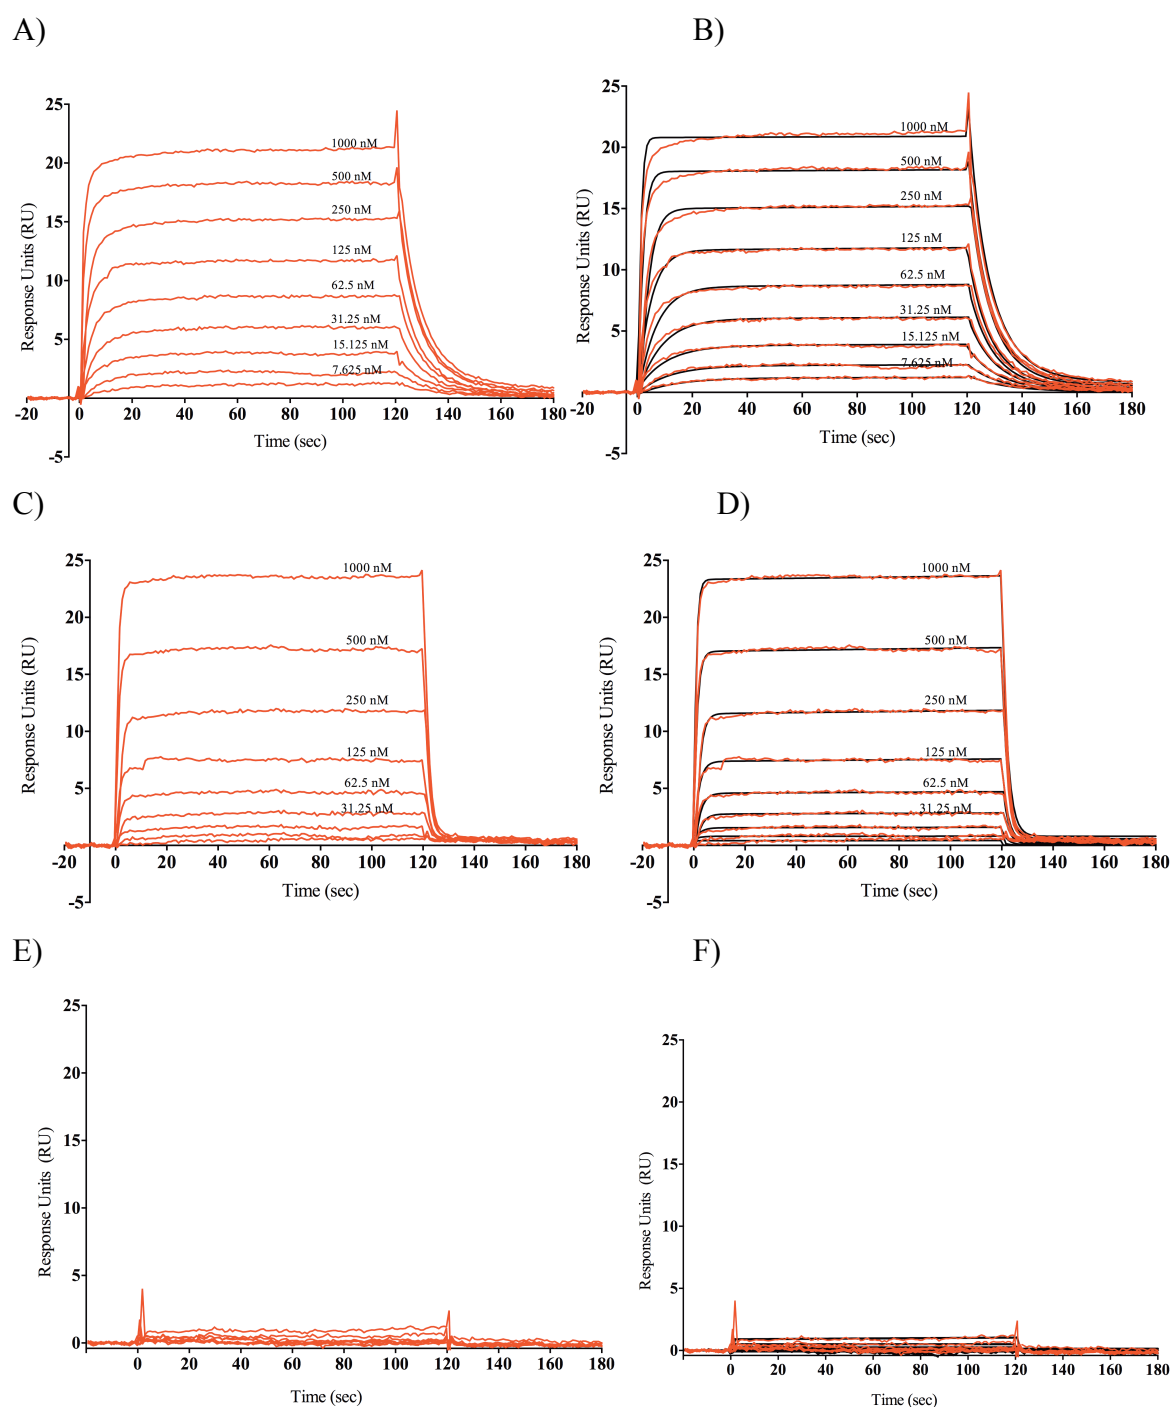 A)
B)
25
20
15
10
5
-5
-20
0
20
40
60
80
100
120
140
160
180
Response Units (RU)
Time (sec)
1000 nM
500 nM
250 nM
125 nM
62.5 nM
31.25 nM
15.125 nM
7.625 nM
25
20
15
10
5
-5
-20
0
20
40
60
80
100
120
140
160
180
Response Units (RU)
Time (sec)
1000 nM
500 nM
250 nM
125 nM
62.5 nM
31.25 nM
15.125 nM
7.625 nM
C)
D)
25
20
15
10
5
-5
-20
0
20
40
60
80
100
120
140
160
180
Response Units (RU)
Time (sec)
1000 nM
500 nM
250 nM
125 nM
62.5 nM
31.25 nM
25
20
15
10
5
-5
-20
0
20
40
60
80
100
120
140
160
180
Response Units (RU)
Time (sec)
1000 nM
500 nM
250 nM
125 nM
62.5 nM
31.25 nM
E)
F)
25
20
15
10
5
0
0
20
40
60
80
100
120
140
160
180
Response Units (RU)
Time (sec)
25
20
15
10
5
0
0
20
40
60
80
100
120
140
160
180
Response Units (RU)
Time (sec)